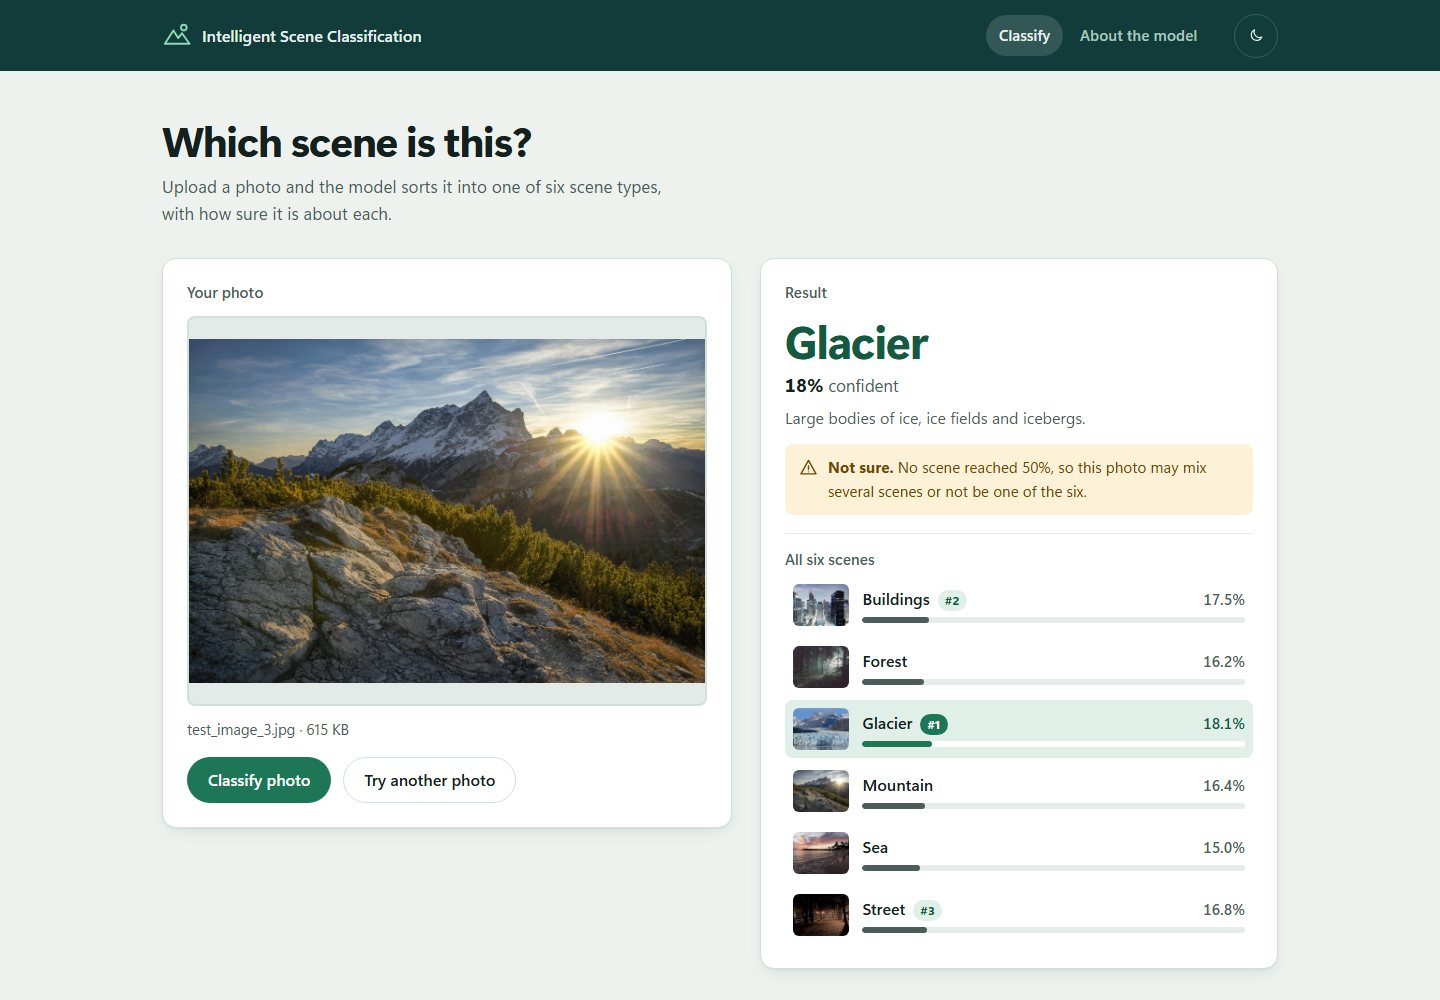 Intelligent Scene Classification
Classify
About the model
Which scene is this?
Upload a photo and the model sorts it into one of six scene types,
with how sure it is about each.
Your photo
test_image_3.jpg · 615 KB
Classify photo
Try another photo
Result
Glacier
18% confident
Large bodies of ice, ice fields and icebergs.
Not sure. No scene reached 50%, so this photo may mix
several scenes or not be one of the six.
All six scenes
Buildings #2 17.5%
Forest 16.2%
Glacier #1 18.1%
Mountain 16.4%
Sea 15.0%
Street #3 16.8%